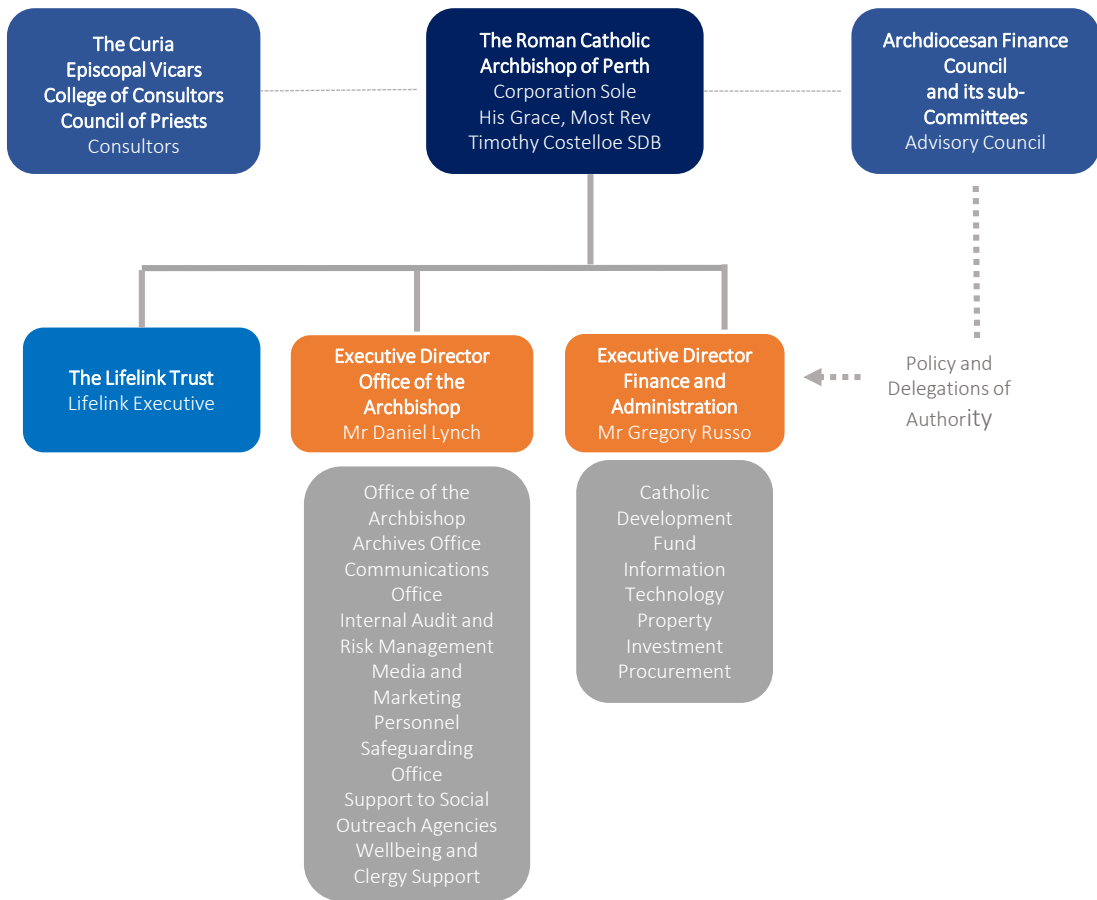 The Curia
Episcopal Vicars
College of Consultors
Council of Priests
Consultors
The Roman Catholic
Archbishop of Perth
Corporation Sole
His Grace, Most Rev
Timothy Costelloe SDB
Archdiocesan Finance
Council
and its sub-
Committees
Advisory Council
The Lifelink Trust
Lifelink Executive
Executive Director
Office of the
Archbishop
Mr Daniel Lynch
Executive Director
Finance and
Administration
Mr Gregory Russo
Policy and
Delegations of
Authority
Office of the
Archbishop
Archives Office
Communications
Office
Internal Audit and
Risk Management
Media and
Marketing
Personnel
Safeguarding
Office
Support to Social
Outreach Agencies
Wellbeing and
Clergy Support
Catholic
Development
Fund
Information
Technology
Property
Investment
Procurement